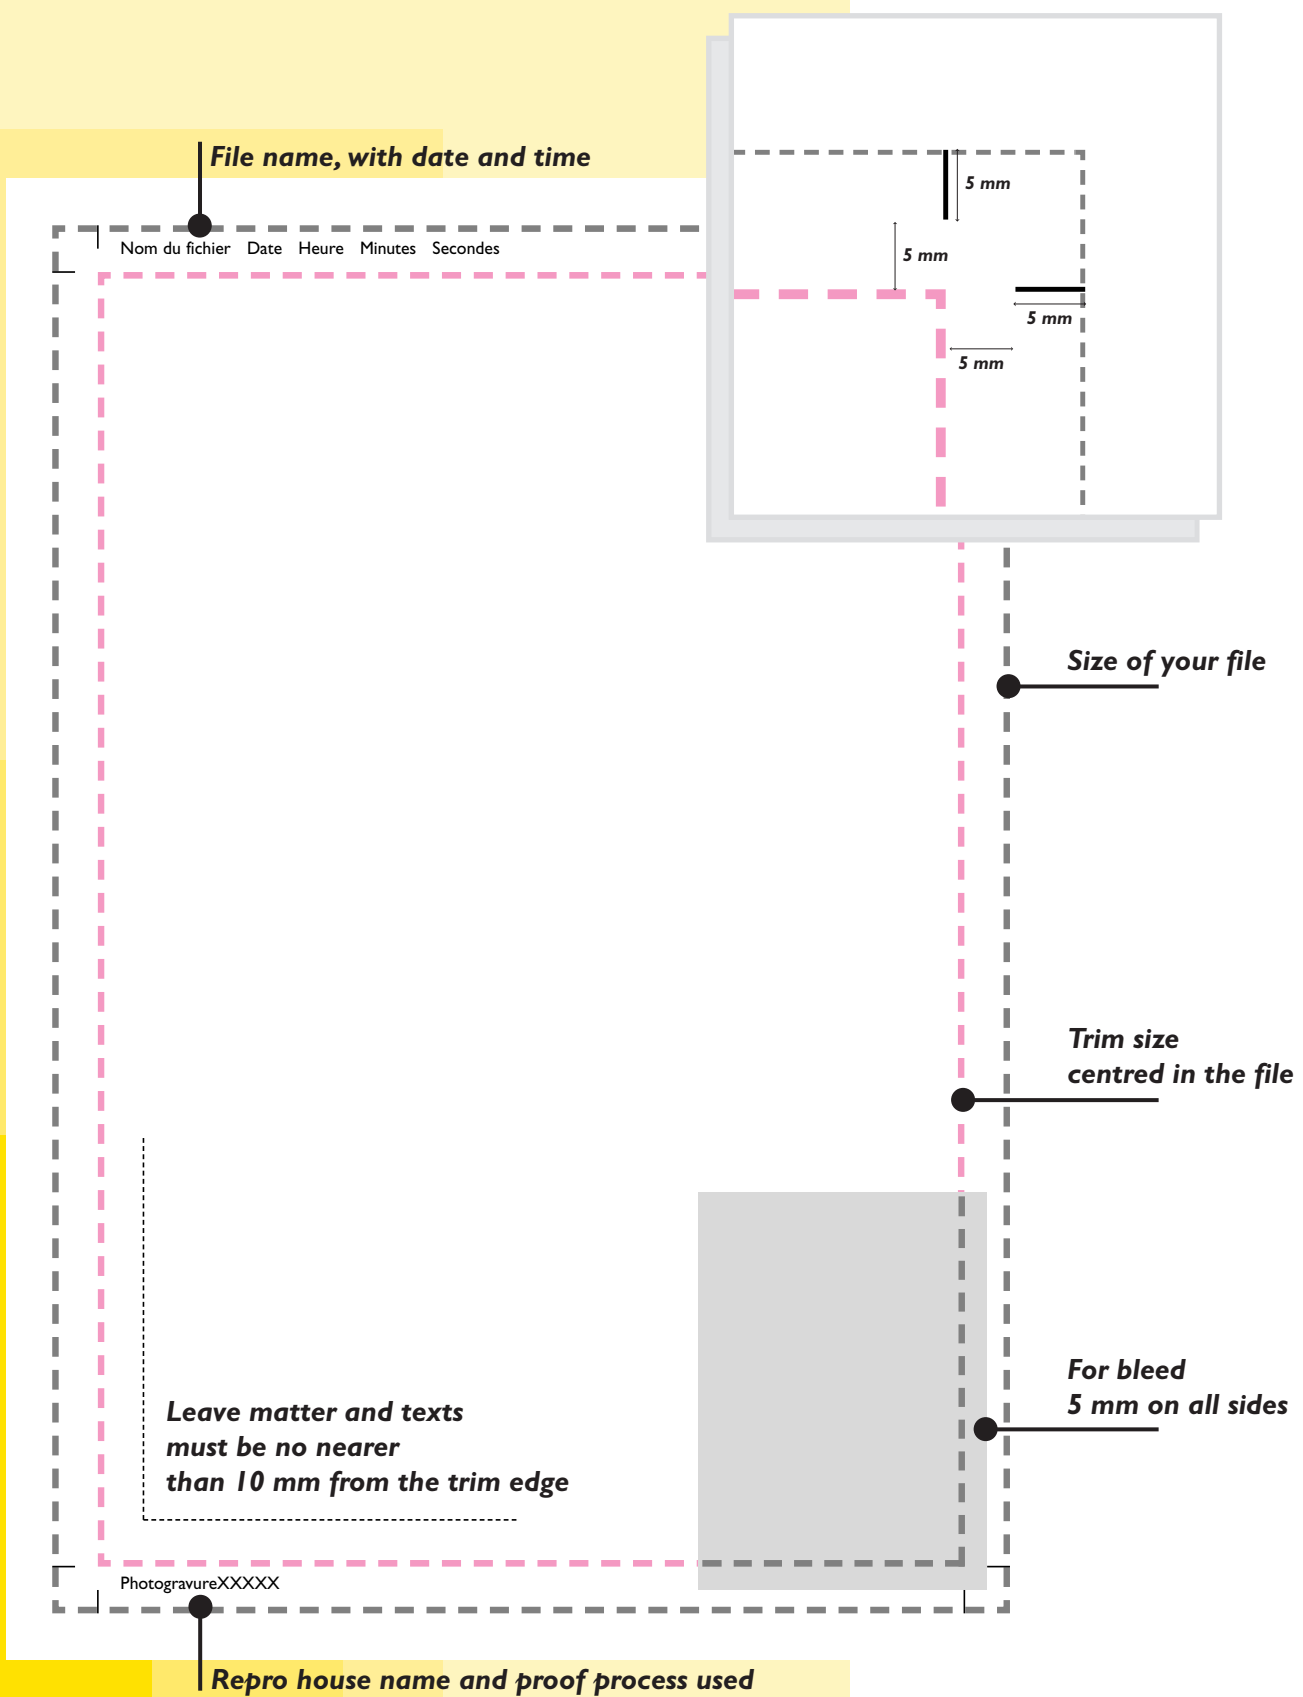 File name, with date and time
Nom du fichier Date Heure Minutes Secondes
5 mm
5 mm
5 mm
5 mm
Size of your file
Trim size
centred in the file
For bleed
5 mm on all sides
Leave matter and texts
must be no nearer
than 10 mm from the trim edge
PhotogravureXXXXX
Repro house name and proof process used